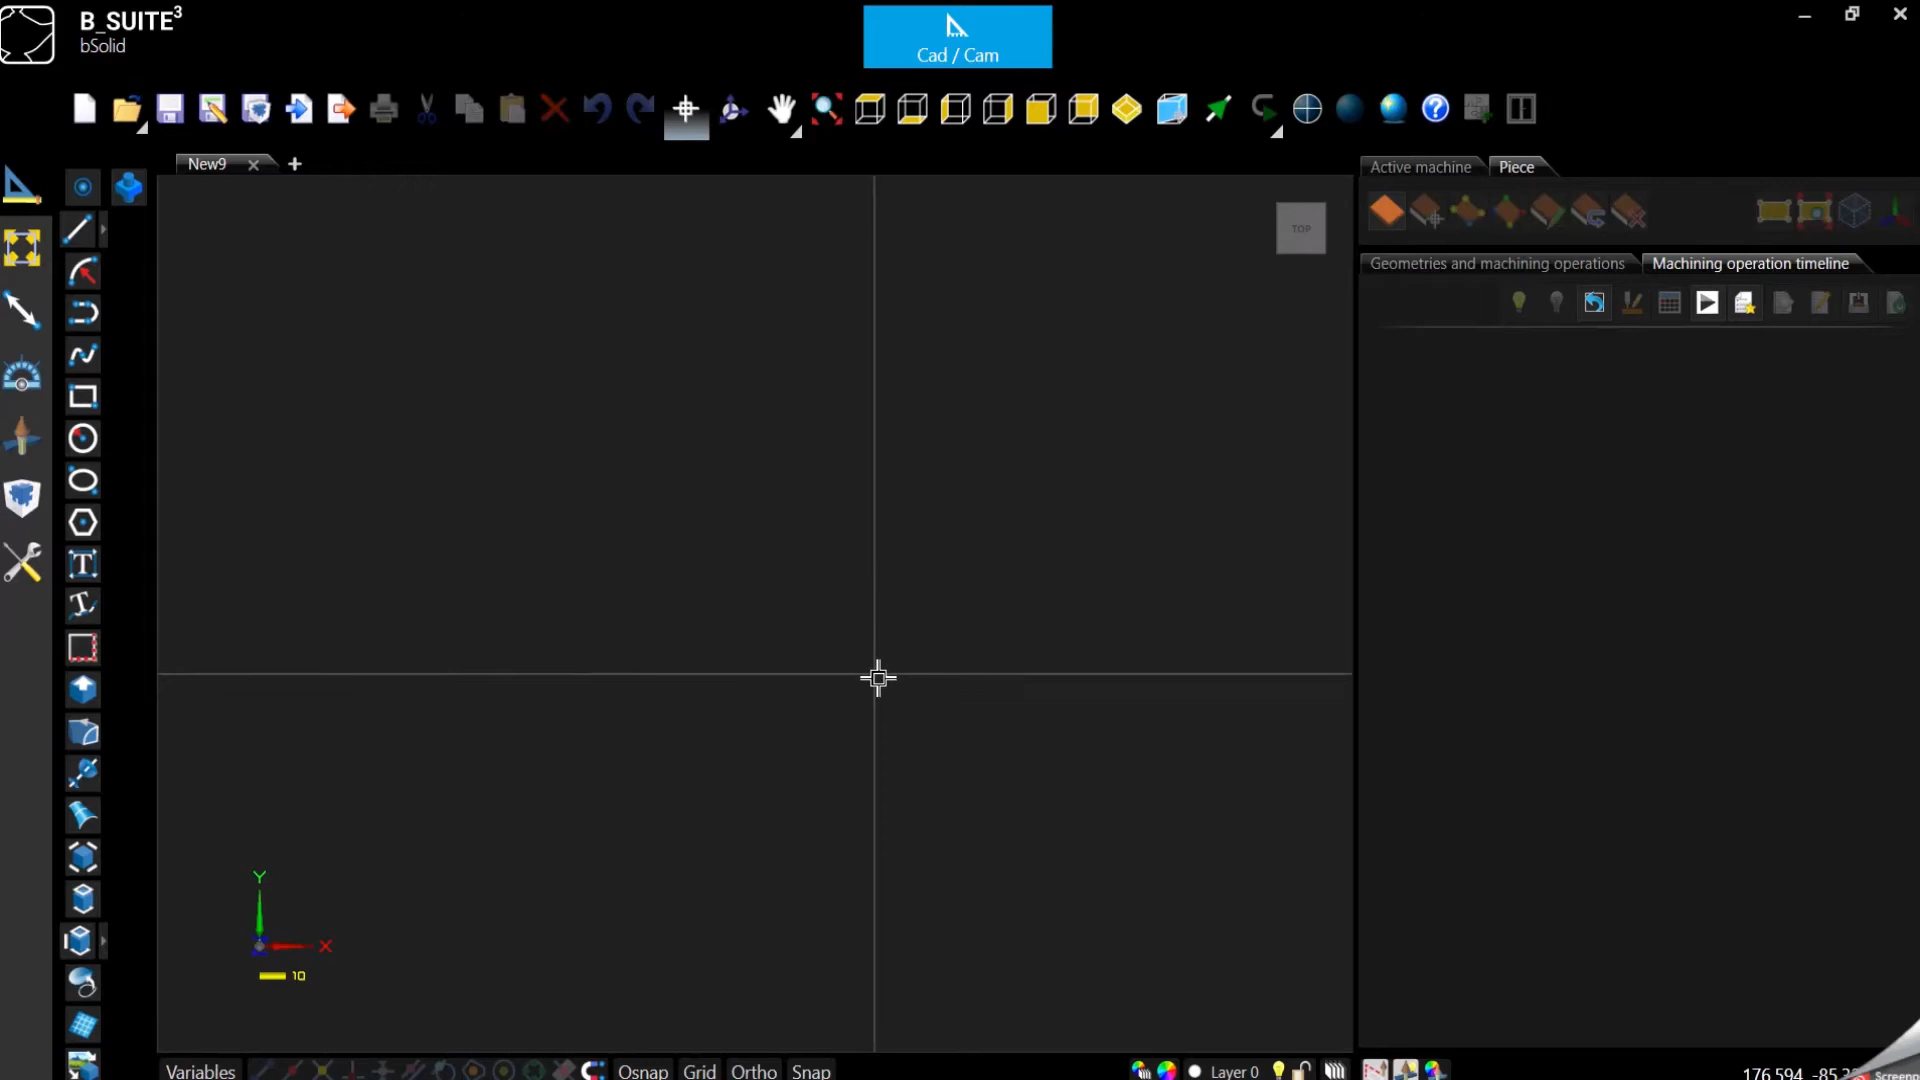 B_SUITE³
bSolid
Cad / Cam
New9
TOP
Active machine
Piece
Geometries and machining operations
Machining operation timeline
Y
X
10
Variables
Osnap
Grid
Ortho
Snap
Layer 0
176.594